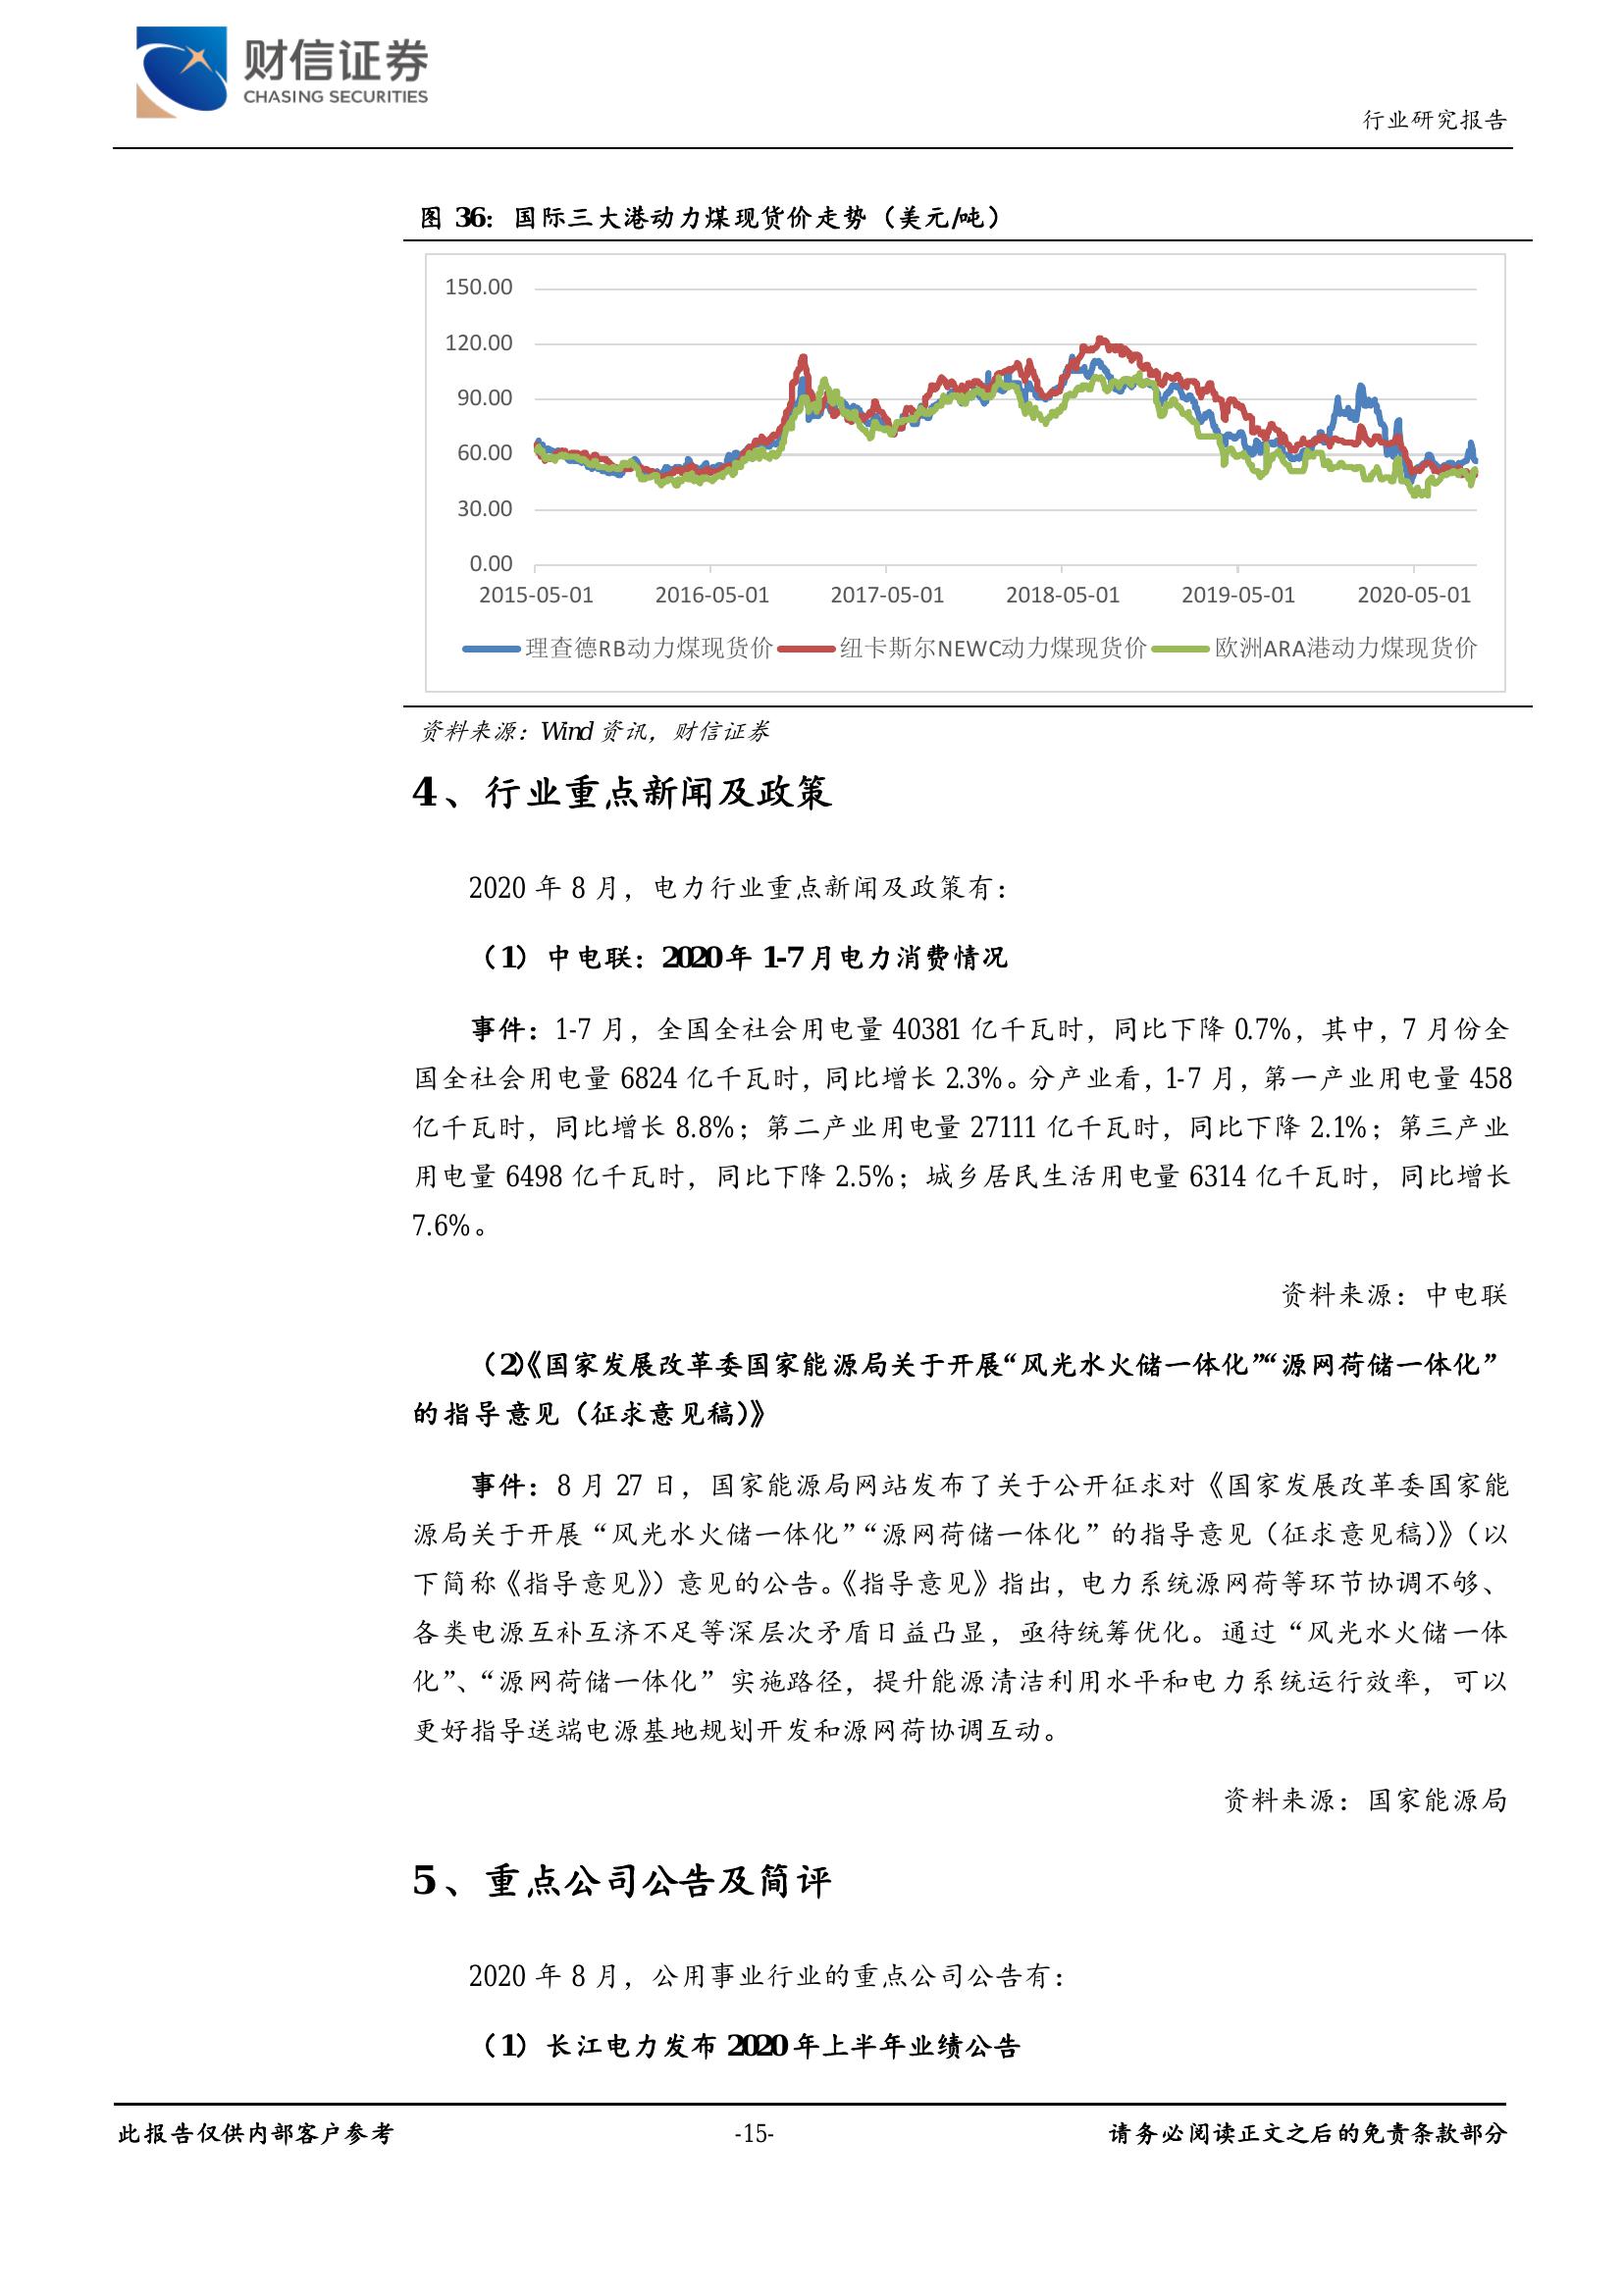 财信证券
CHASING SECURITIES
行业研究报告
图 36：国际三大港动力煤现货价走势（美元/吨）
150.00
120.00
90.00
60.00
30.00
0.00
2015-05-01 2016-05-01 2017-05-01 2018-05-01 2019-05-01 2020-05-01
理查德RB动力煤现货价 纽卡斯尔NEWC动力煤现货价 欧洲ARA港动力煤现货价
资料来源：Wind 资讯，财信证券
4、行业重点新闻及政策
2020 年 8 月，电力行业重点新闻及政策有：
（1）中电联：2020 年 1-7 月电力消费情况
事件：1-7 月，全国全社会用电量 40381 亿千瓦时，同比下降 0.7%，其中，7 月份全
国全社会用电量 6824 亿千瓦时，同比增长 2.3%。分产业看，1-7 月，第一产业用电量 458
亿千瓦时，同比增长 8.8%；第二产业用电量 27111 亿千瓦时，同比下降 2.1%；第三产业
用电量 6498 亿千瓦时，同比下降 2.5%；城乡居民生活用电量 6314 亿千瓦时，同比增长
7.6%。
资料来源：中电联
（2）《国家发展改革委国家能源局关于开展“风光水火储一体化”“源网荷储一体化”
的指导意见（征求意见稿）》
事件：8 月 27 日，国家能源局网站发布了关于公开征求对《国家发展改革委国家能
源局关于开展“风光水火储一体化”“源网荷储一体化”的指导意见（征求意见稿）》（以
下简称《指导意见》）意见的公告。《指导意见》指出，电力系统源网荷等环节协调不够、
各类电源互补互济不足等深层次矛盾日益凸显，亟待统筹优化。通过“风光水火储一体
化”、“源网荷储一体化”实施路径，提升能源清洁利用水平和电力系统运行效率，可以
更好指导送端电源基地规划开发和源网荷协调互动。
资料来源：国家能源局
5、重点公司公告及简评
2020 年 8 月，公用事业行业的重点公司公告有：
（1）长江电力发布 2020 年上半年业绩公告
此报告仅供内部客户参考 -15- 请务必阅读正文之后的免责条款部分